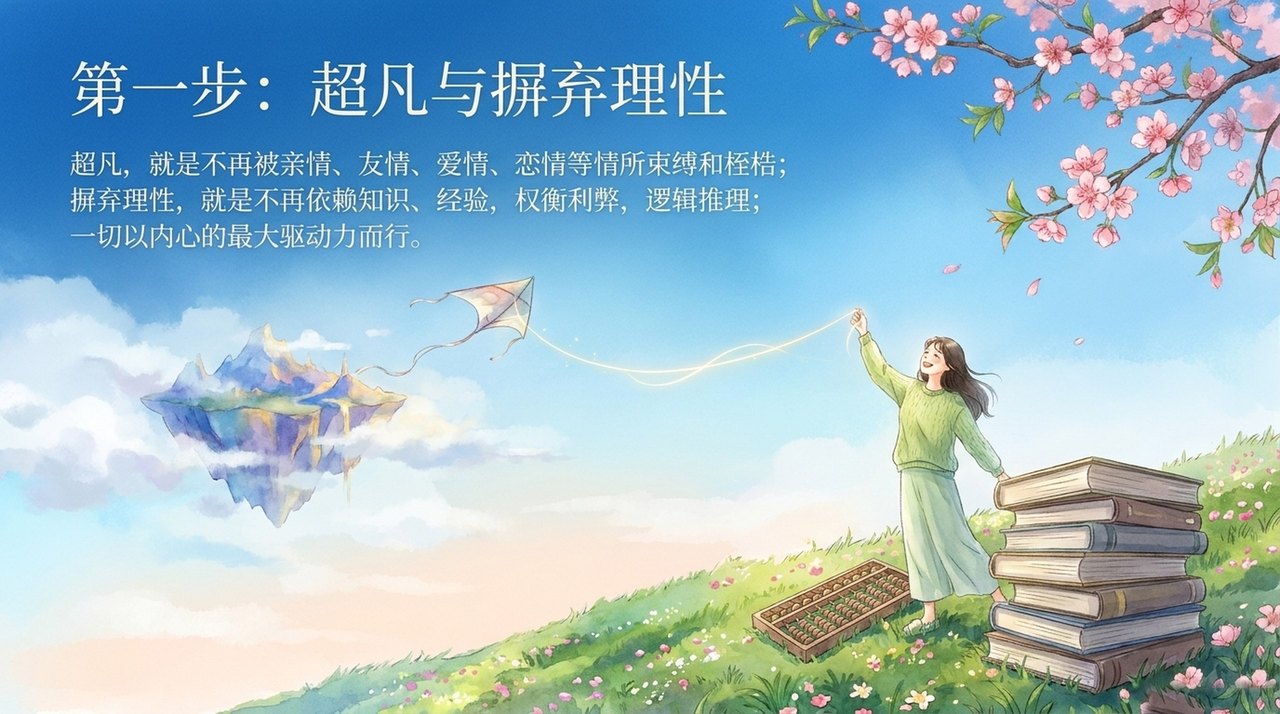 第一步：超凡与摒弃理性
超凡，就是不再被亲情、友情、爱情、恋情等情所束缚和桎梏；
摒弃理性，就是不再依赖知识、经验，权衡利弊，逻辑推理；
一切以内心的最大驱动力而行。